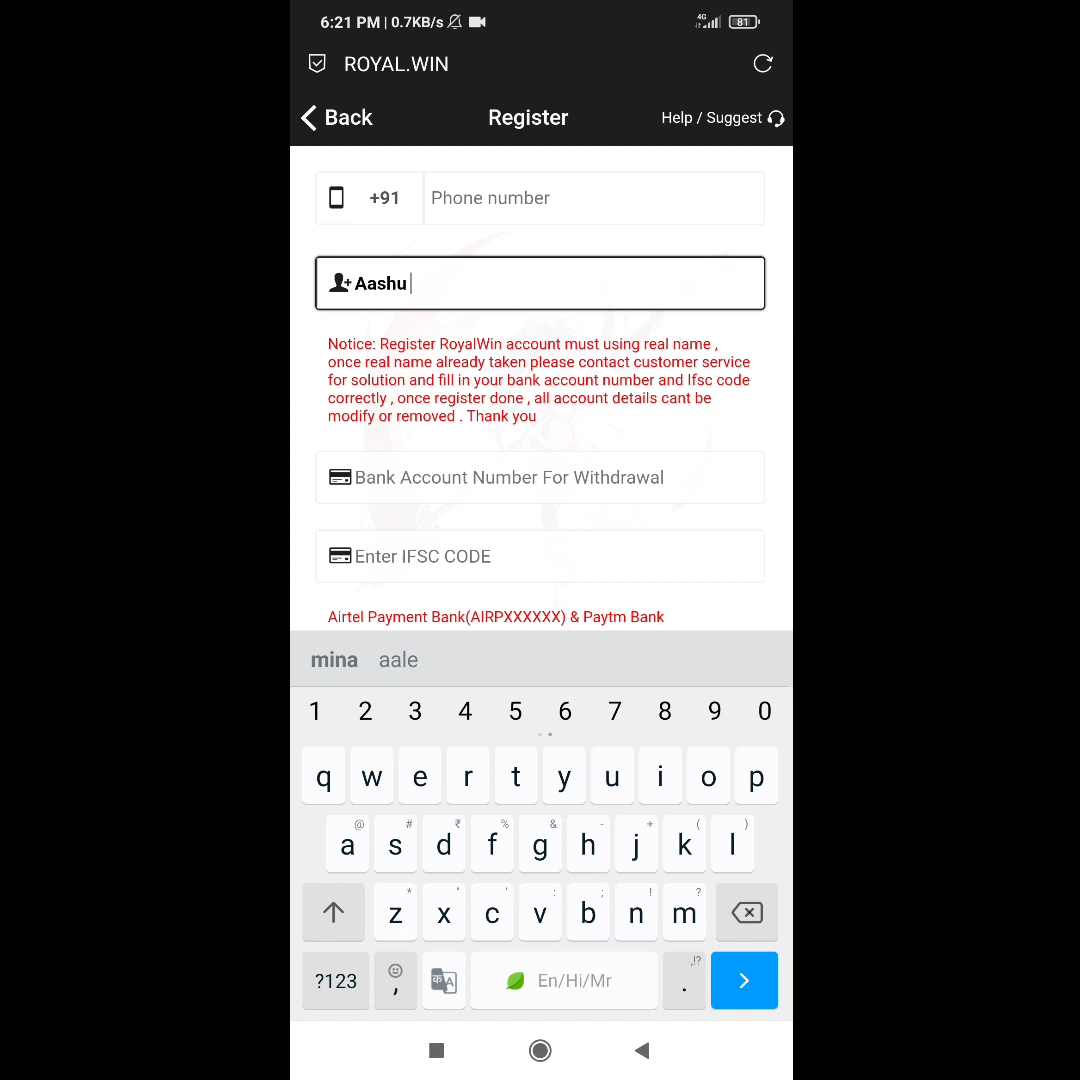 6:21 PM | 0.7KB/s 4G 81
ROYAL.WIN
Back Register Help / Suggest
+91 Phone number
Aashu
Notice: Register RoyalWin account must using real name ,
once real name already taken please contact customer service
for solution and fill in your bank account number and Ifsc code
correctly , once register done , all account details cant be
modify or removed . Thank you
Bank Account Number For Withdrawal
Enter IFSC CODE
Airtel Payment Bank(AIRPXXXXXX) & Paytm Bank
mina aale
1 2 3 4 5 6 7 8 9 0
q w e r t y u i o p
@ # ₹ % & - + ( )
a s d f g h j k l
* " ' : ; ! ?
z x c v b n m
?123 , क A En/Hi/Mr . ,!?